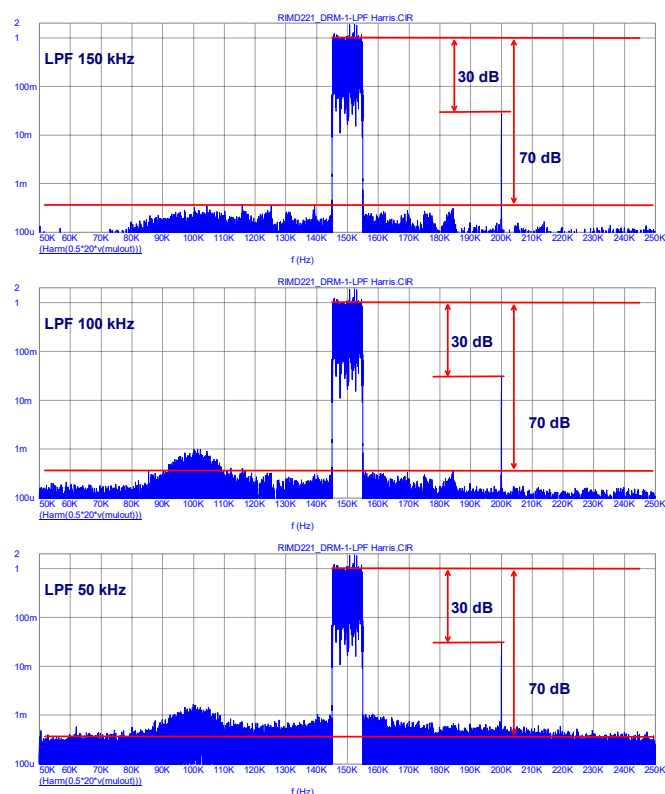 RIMD221_DRM-1-LPF Harris.CIR
2
1
100m
10m
1m
100u
LPF 150 kHz
30 dB
70 dB
50K 60K 70K 80K 90K 100K 110K 120K 130K 140K 150K 160K 170K 180K 190K 200K 210K 220K 230K 240K 250K
(Harm(0.5*20*v(mulout)))
f (Hz)
RIMD221_DRM-1-LPF Harris.CIR
2
1
100m
10m
1m
100u
LPF 100 kHz
30 dB
70 dB
50K 60K 70K 80K 90K 100K 110K 120K 130K 140K 150K 160K 170K 180K 190K 200K 210K 220K 230K 240K 250K
(Harm(0.5*20*v(mulout)))
f (Hz)
RIMD221_DRM-1-LPF Harris.CIR
2
1
100m
10m
1m
100u
LPF 50 kHz
30 dB
70 dB
50K 60K 70K 80K 90K 100K 110K 120K 130K 140K 150K 160K 170K 180K 190K 200K 210K 220K 230K 240K 250K
(Harm(0.5*20*v(mulout)))
f (Hz)